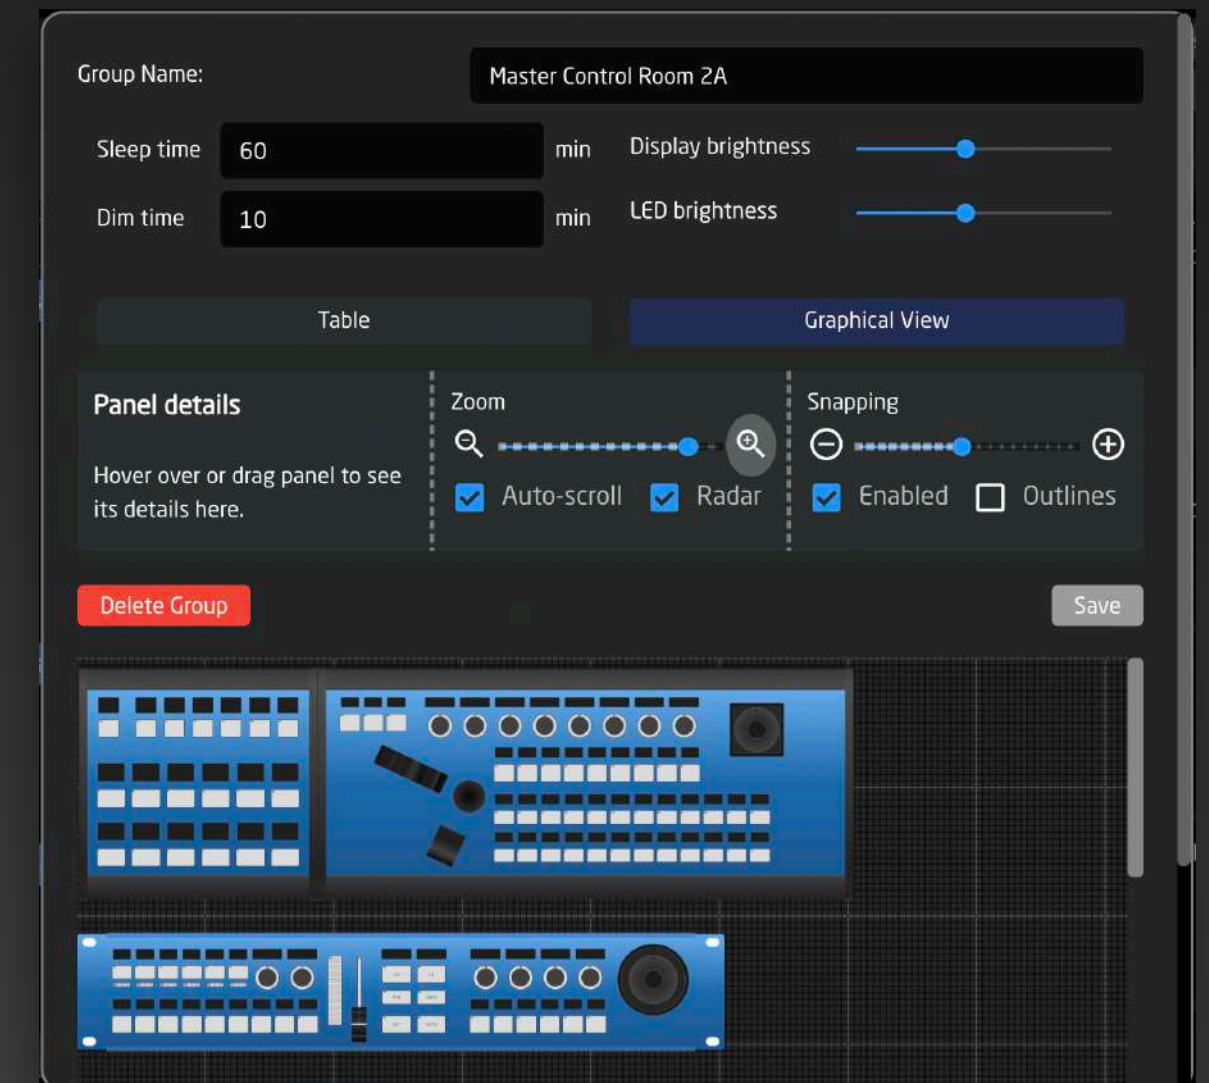 Group Name:
Master Control Room 2A
Sleep time
60
min
Display brightness
Dim time
10
min
LED brightness
Table
Graphical View
Panel details
Hover over or drag panel to see
its details here.
Zoom
Auto-scroll
Radar
Snapping
Enabled
Outlines
Delete Group
Save